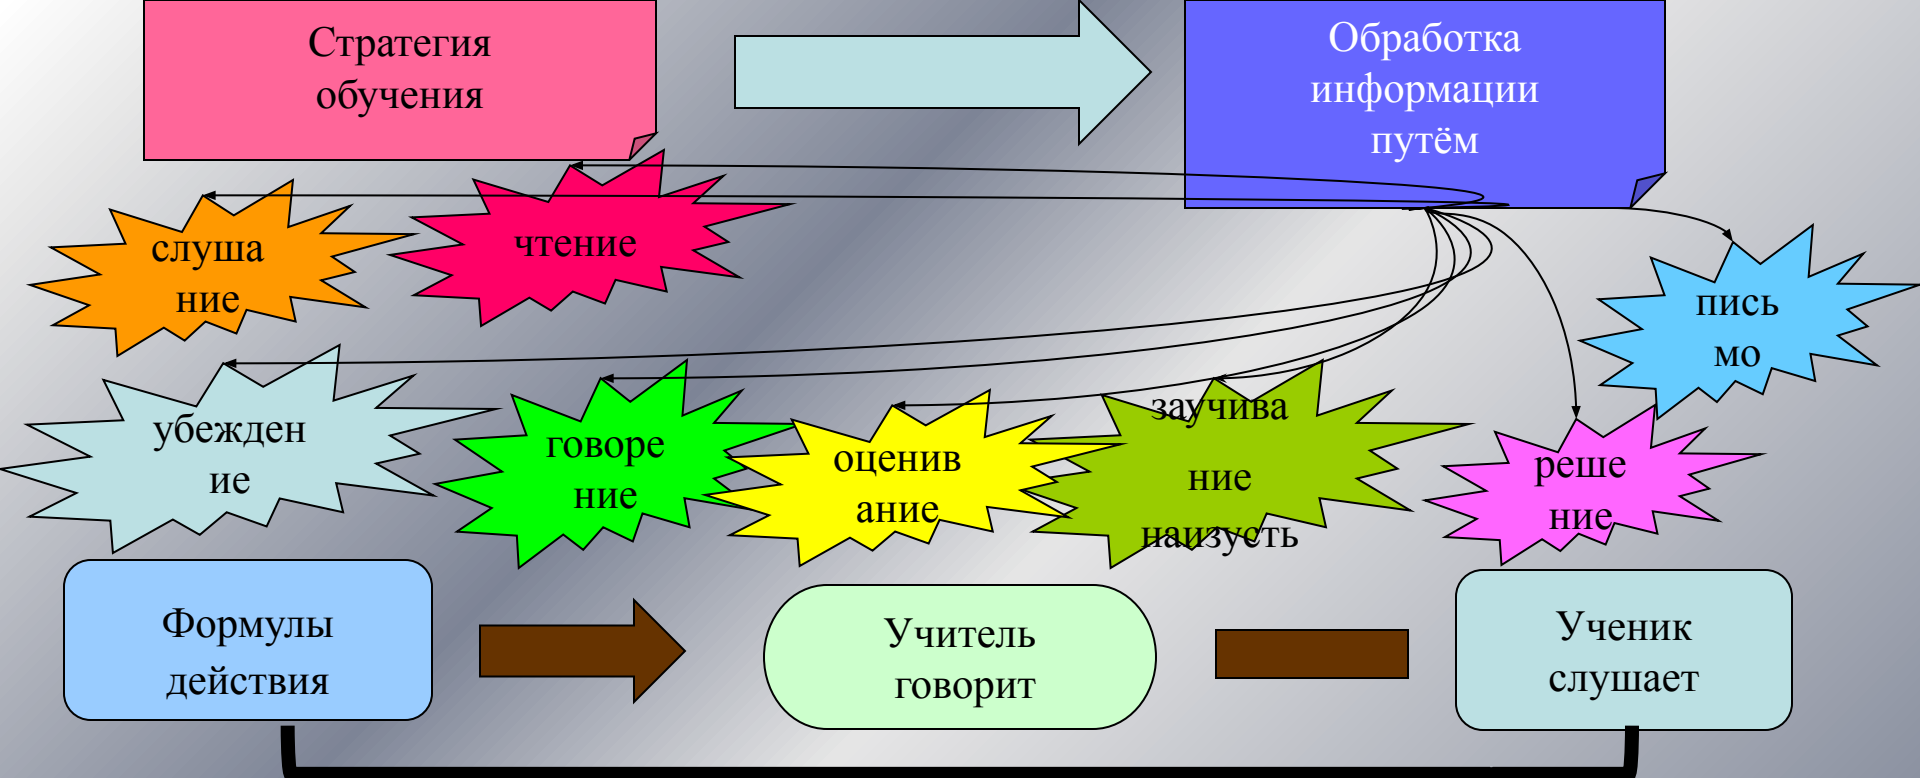 Стратегия
обучения
Обработка
информации
путём
слуша
ние
чтение
пись
мо
убежден
ие
говоре
ние
оценив
ание
заучива
ние
наизусть
реше
ние
Формулы
действия
Учитель
говорит
Ученик
слушает